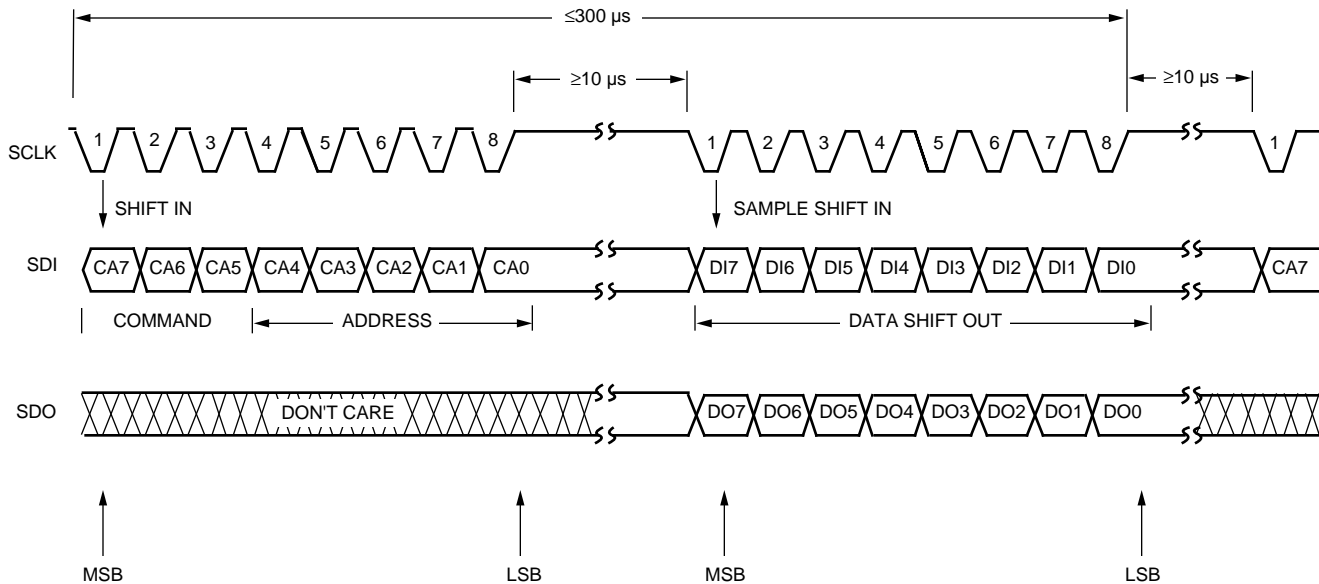 ≤300 µs
≥10 µs ≥10 µs
SCLK 1 2 3 4 5 6 7 8 1 2 3 4 5 6 7 8 1
SHIFT IN SAMPLE SHIFT IN
SDI CA7 CA6 CA5 CA4 CA3 CA2 CA1 CA0 DI7 DI6 DI5 DI4 DI3 DI2 DI1 DI0 CA7
COMMAND ADDRESS DATA SHIFT OUT
SDO DON'T CARE DO7 DO6 DO5 DO4 DO3 DO2 DO1 DO0
MSB LSB MSB LSB